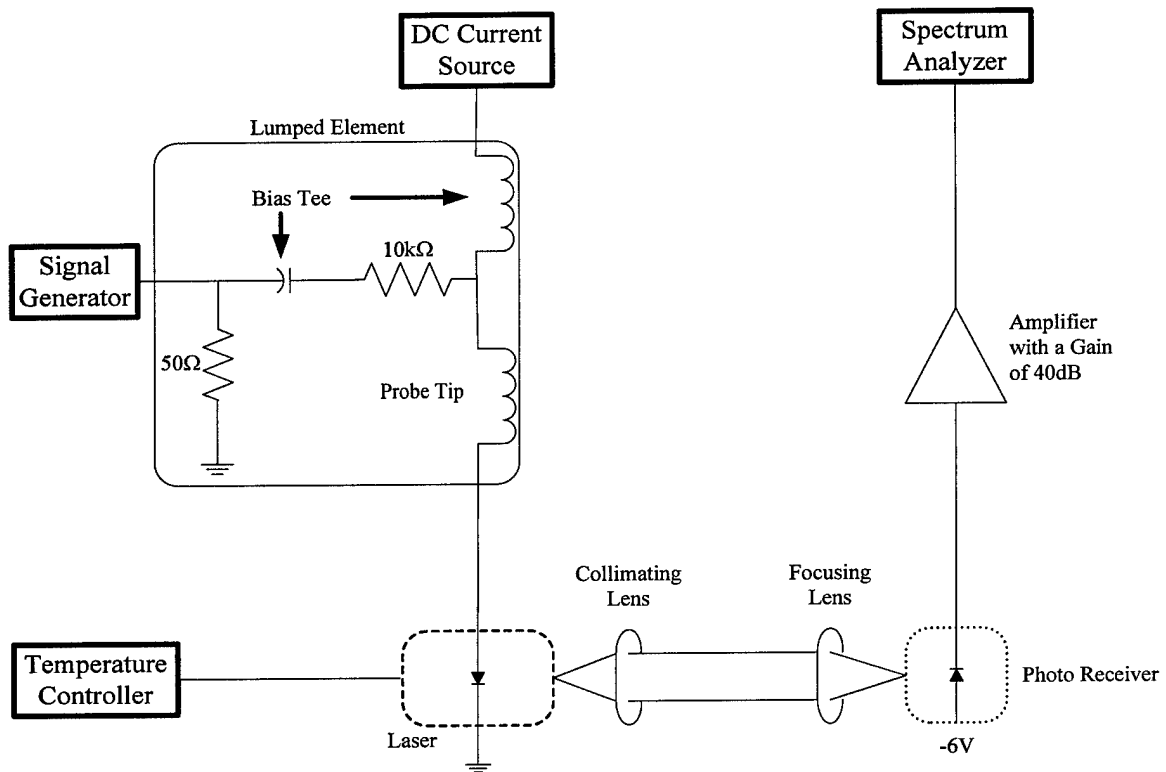 DC Current
Source
Spectrum
Analyzer
Lumped Element
Bias Tee
10kΩ
Signal
Generator
50Ω
Probe Tip
Amplifier
with a Gain
of 40dB
Collimating
Lens
Focusing
Lens
Temperature
Controller
Photo Receiver
Laser
-6V